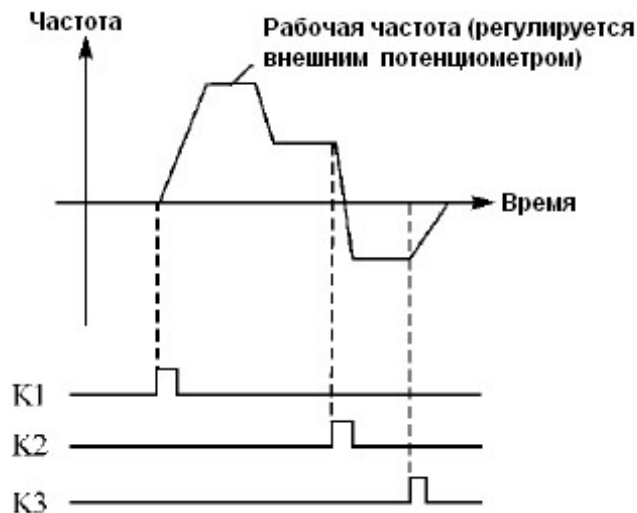 Частота
Рабочая частота (регулируется
внешним потенциометром)
Время
K1
K2
K3